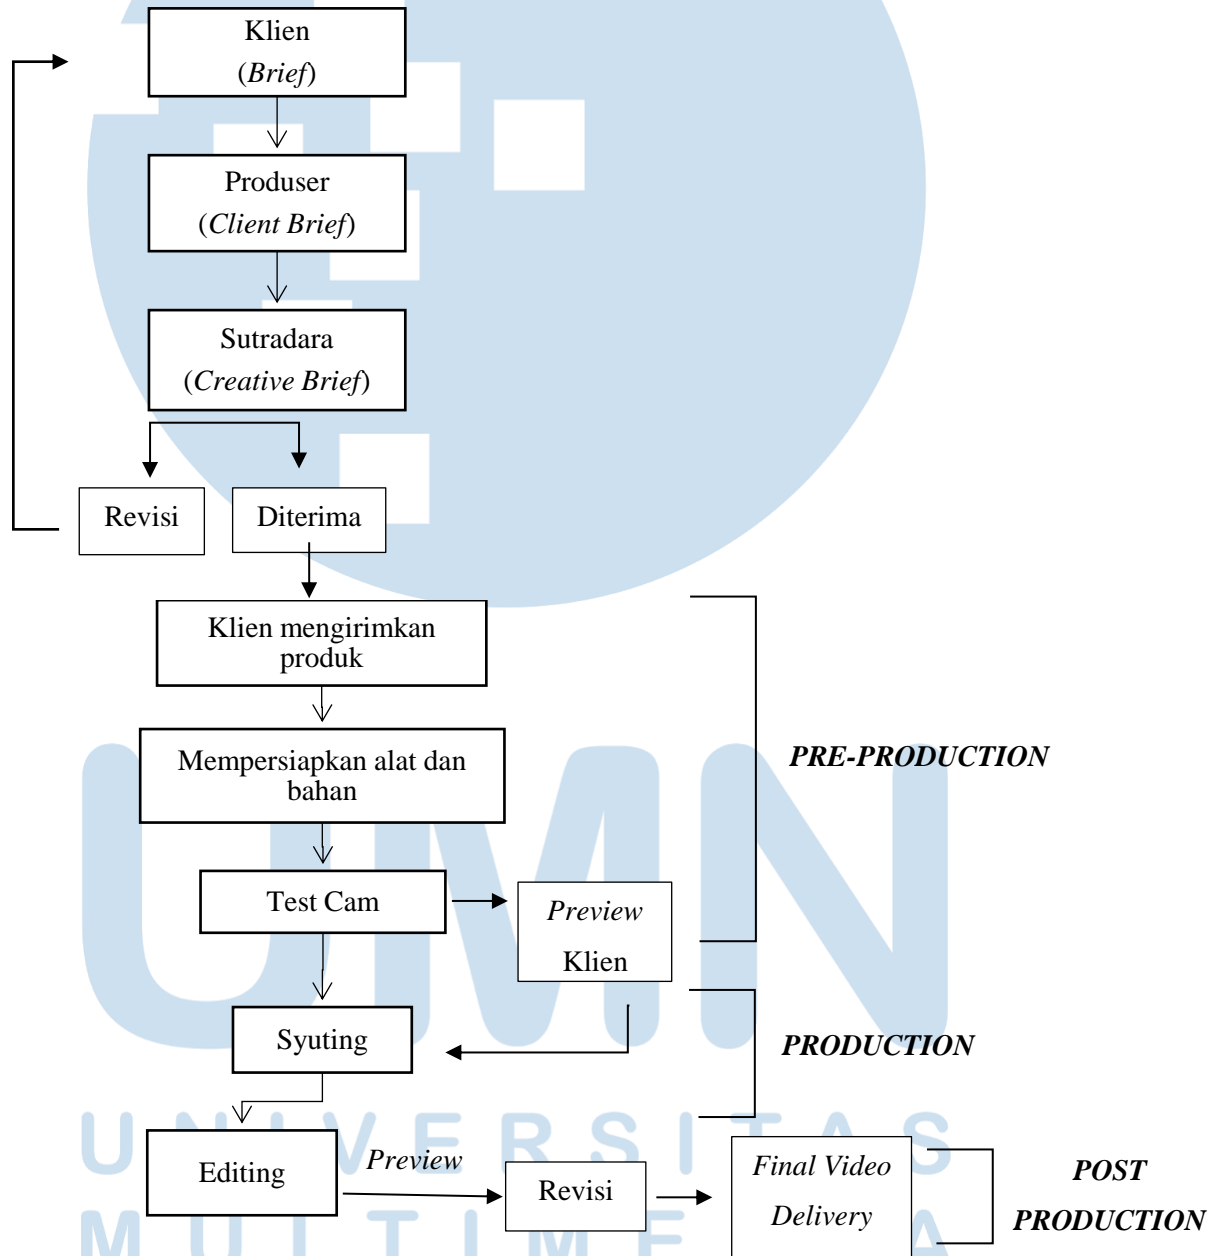 Klien
(Brief)
Produser
(Client Brief)
Sutradara
(Creative Brief)
Revisi
Diterima
Klien mengirimkan
produk
Mempersiapkan alat dan
bahan
PRE-PRODUCTION
Test Cam
Preview
Klien
Syuting
PRODUCTION
Editing
Preview
Revisi
Final Video
Delivery
POST
PRODUCTION
UMN
UNIVERSITAS
MULTIMEDIA